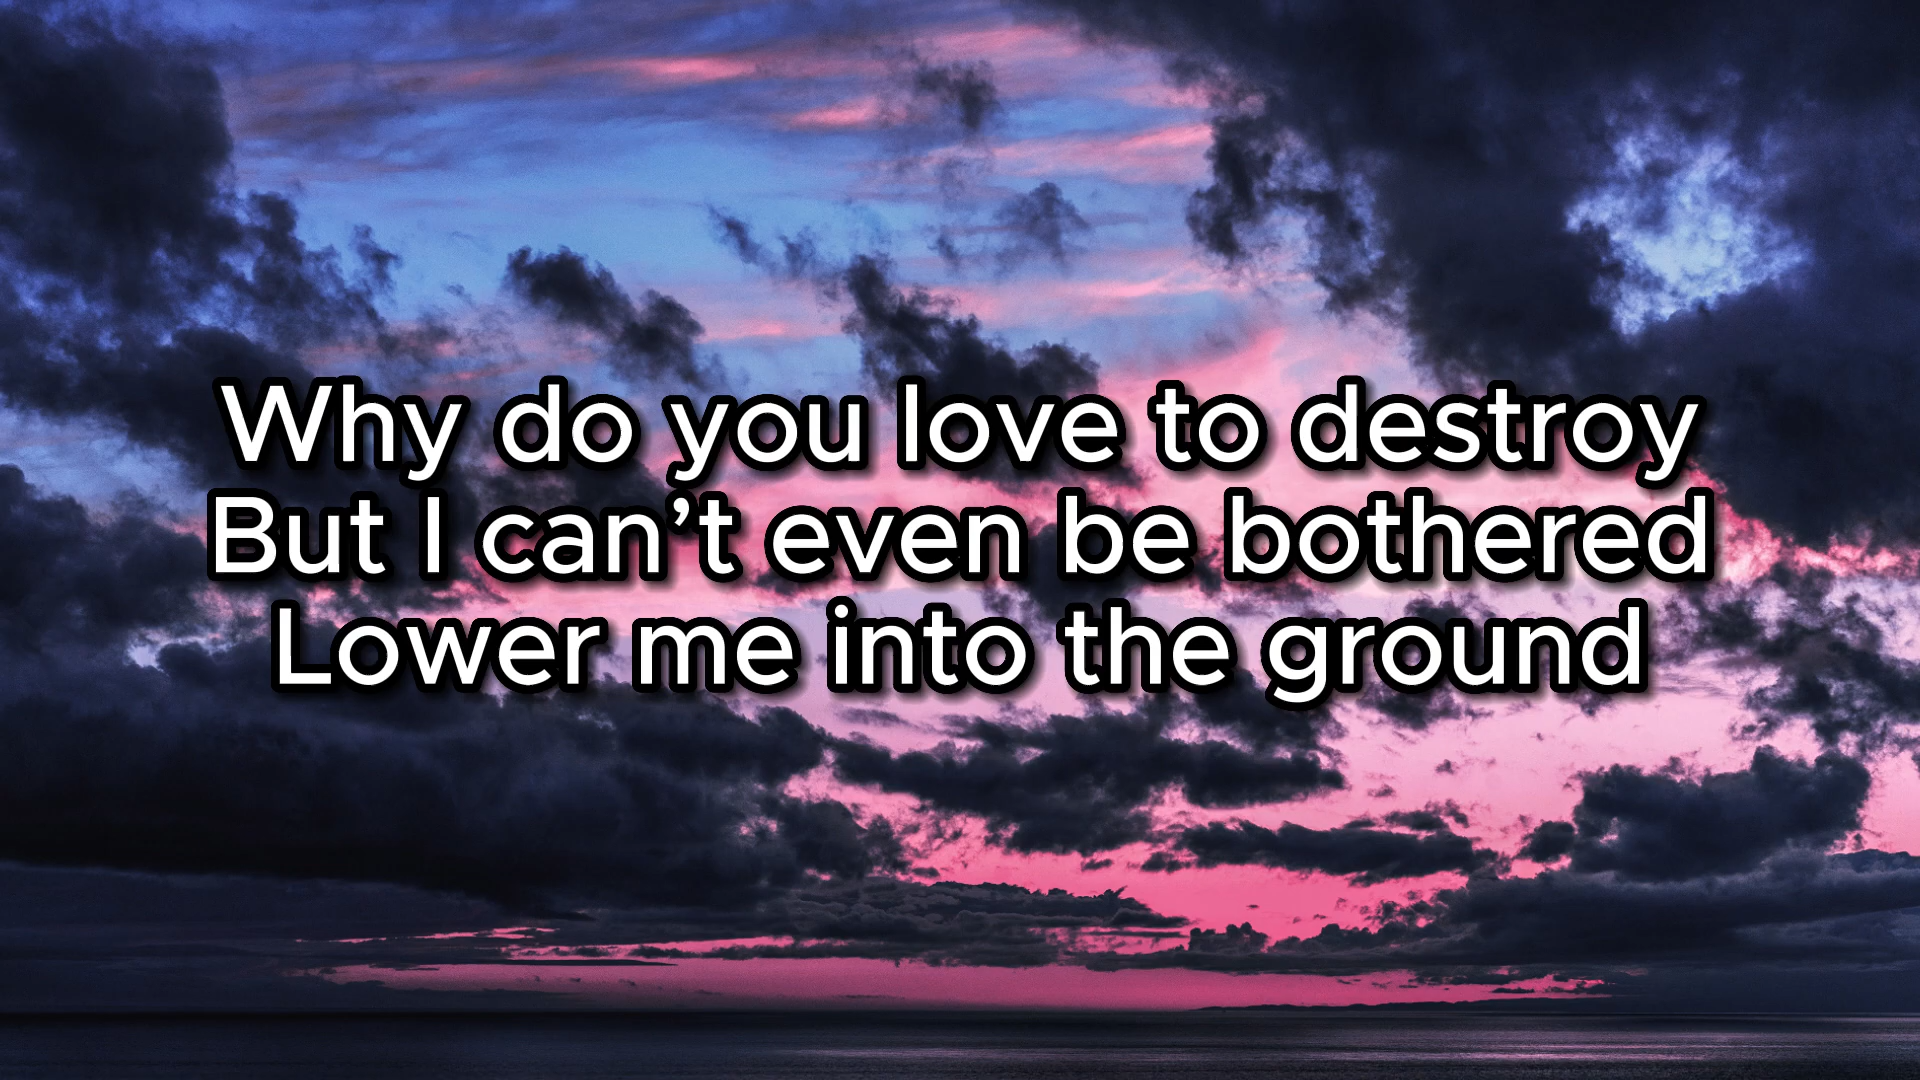 Why do you love to destroy
But I can’t even be bothered
Lower me into the ground